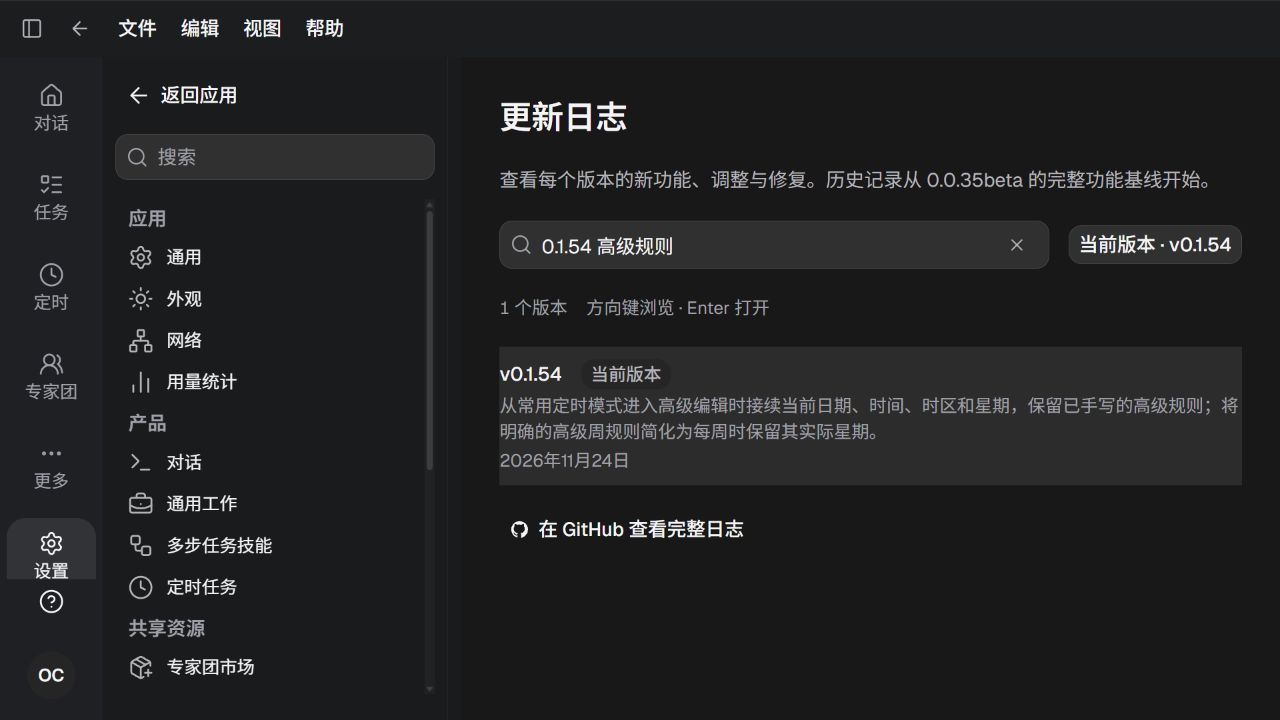 文件 编辑 视图 帮助
对话
任务
定时
专家团
更多
设置
OC
返回应用
搜索
应用
通用
外观
网络
用量统计
产品
对话
通用工作
多步任务技能
定时任务
共享资源
专家团市场
更新日志
查看每个版本的新功能、调整与修复。历史记录从 0.0.35beta 的完整功能基线开始。
0.1.54 高级规则
当前版本 · v0.1.54
1 个版本 方向键浏览 · Enter 打开
v0.1.54 当前版本
从常用定时模式进入高级编辑时接续当前日期、时间、时区和星期，保留已手写的高级规则；将
明确的高级周规则简化为每周时保留其实际星期。
2026年11月24日
在 GitHub 查看完整日志